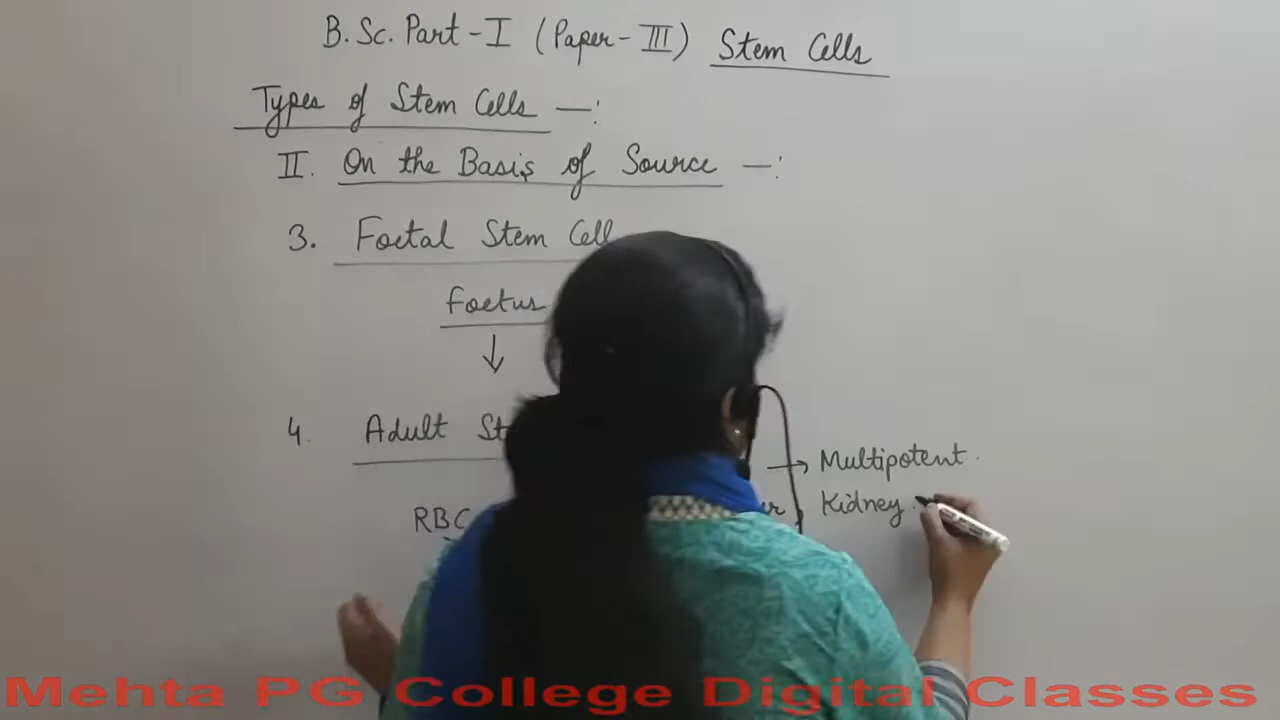 B.Sc. Part-I (Paper-III) Stem Cells
Types of Stem Cells —:
II. On the Basis of Source —:
3. Foetal Stem Cell
Foetus
↓
4. Adult
→ Multipotent.
RBC Kidney.
Mehta PG College Digital Classes